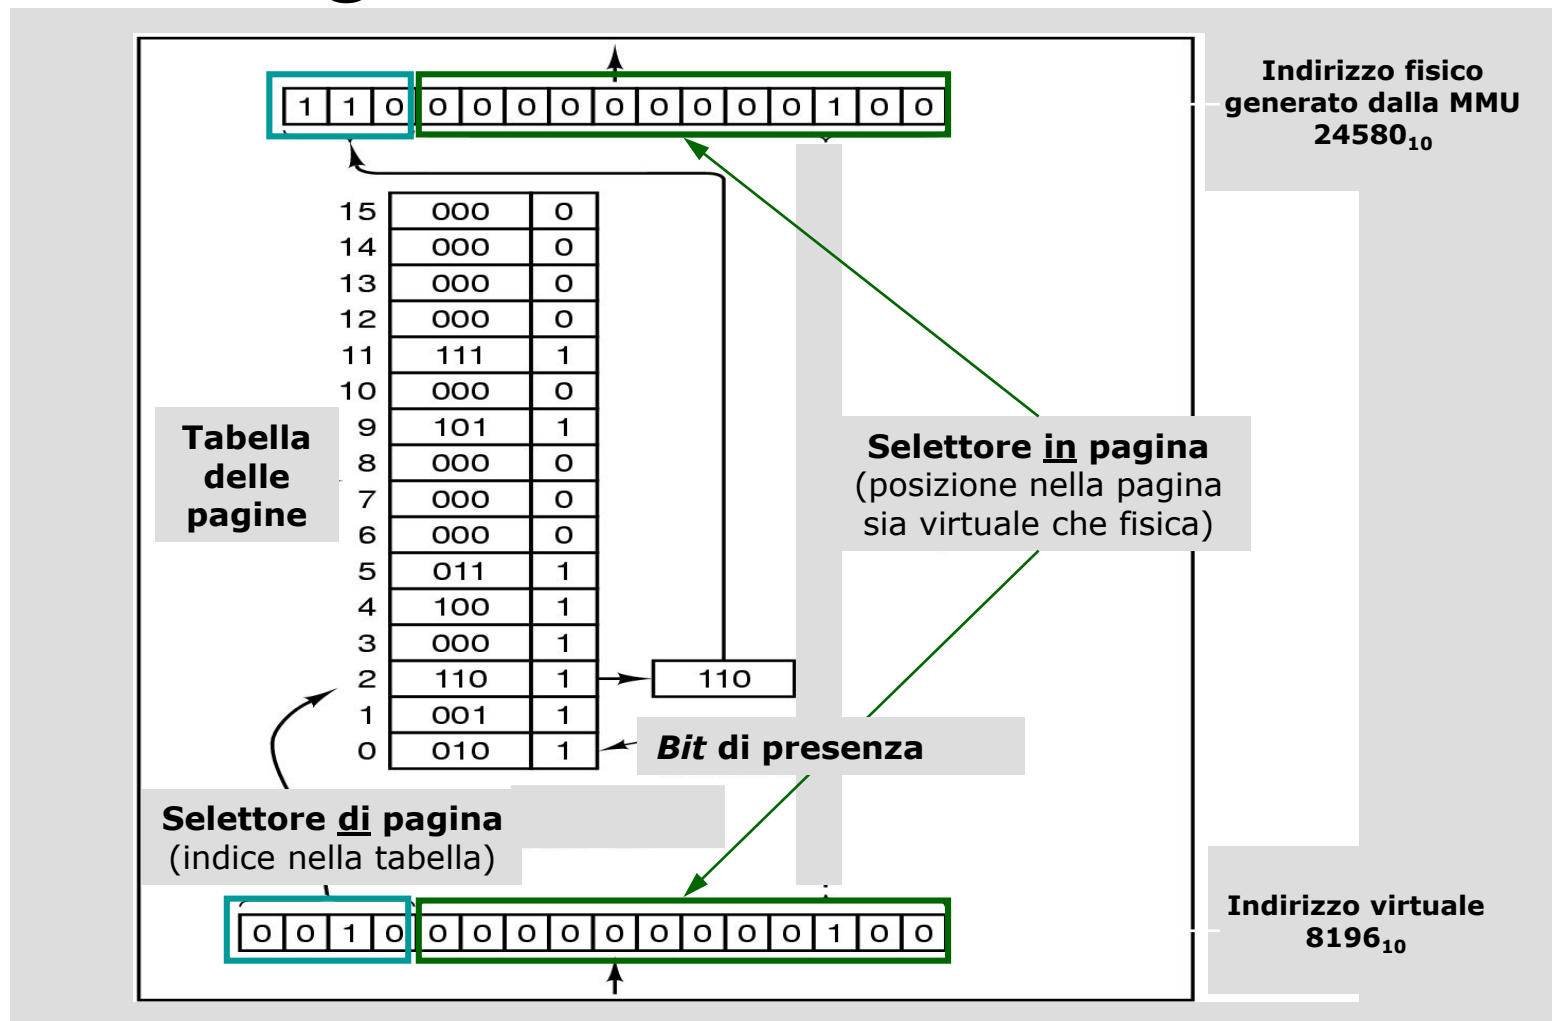 Indirizzo fisico
generato dalla MMU
24580₁₀
1 1 0 0 0 0 0 0 0 0 0 0 1 0 0
15 000 0
14 000 0
13 000 0
12 000 0
11 111 1
10 000 0
9 101 1
8 000 0
7 000 0
6 000 0
5 011 1
4 100 1
3 000 1
2 110 1 110
1 001 1
0 010 1
Tabella
delle
pagine
Selettore in pagina
(posizione nella pagina
sia virtuale che fisica)
Bit di presenza
Selettore di pagina
(indice nella tabella)
0 0 1 0 0 0 0 0 0 0 0 0 0 1 0 0
Indirizzo virtuale
8196₁₀